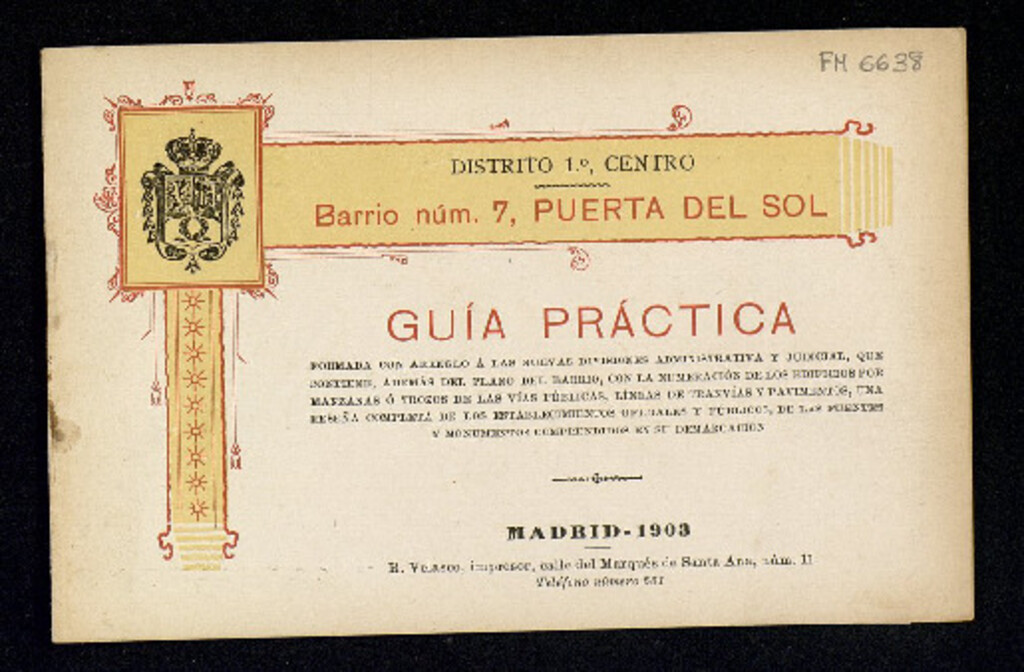 FM 6638
DISTRITO 1.º, CENTRO
Barrio núm. 7, PUERTA DEL SOL
GUÍA PRÁCTICA
FORMADA CON ARREGLO Á LAS NUEVAS DIVISIONES ADMINISTRATIVA Y JUDICIAL, QUE
CONTIENE, ADEMÁS DEL PLANO DEL BARRIO, CON LA NUMERACIÓN DE LOS EDIFICIOS POR
MANZANAS Ó TROZOS DE LAS VÍAS PÚBLICAS, LÍNEAS DE TRANVÍAS Y PAVIMENTOS, UNA
RESEÑA COMPLETA DE LOS ESTABLECIMIENTOS OFICIALES Y PÚBLICOS, DE LAS FUENTES
Y MONUMENTOS COMPRENDIDOS EN SU DEMARCACIÓN
MADRID-1903
R. Velasco, impresor, calle del Marqués de Santa Ana, núm. 11
Teléfono número 551